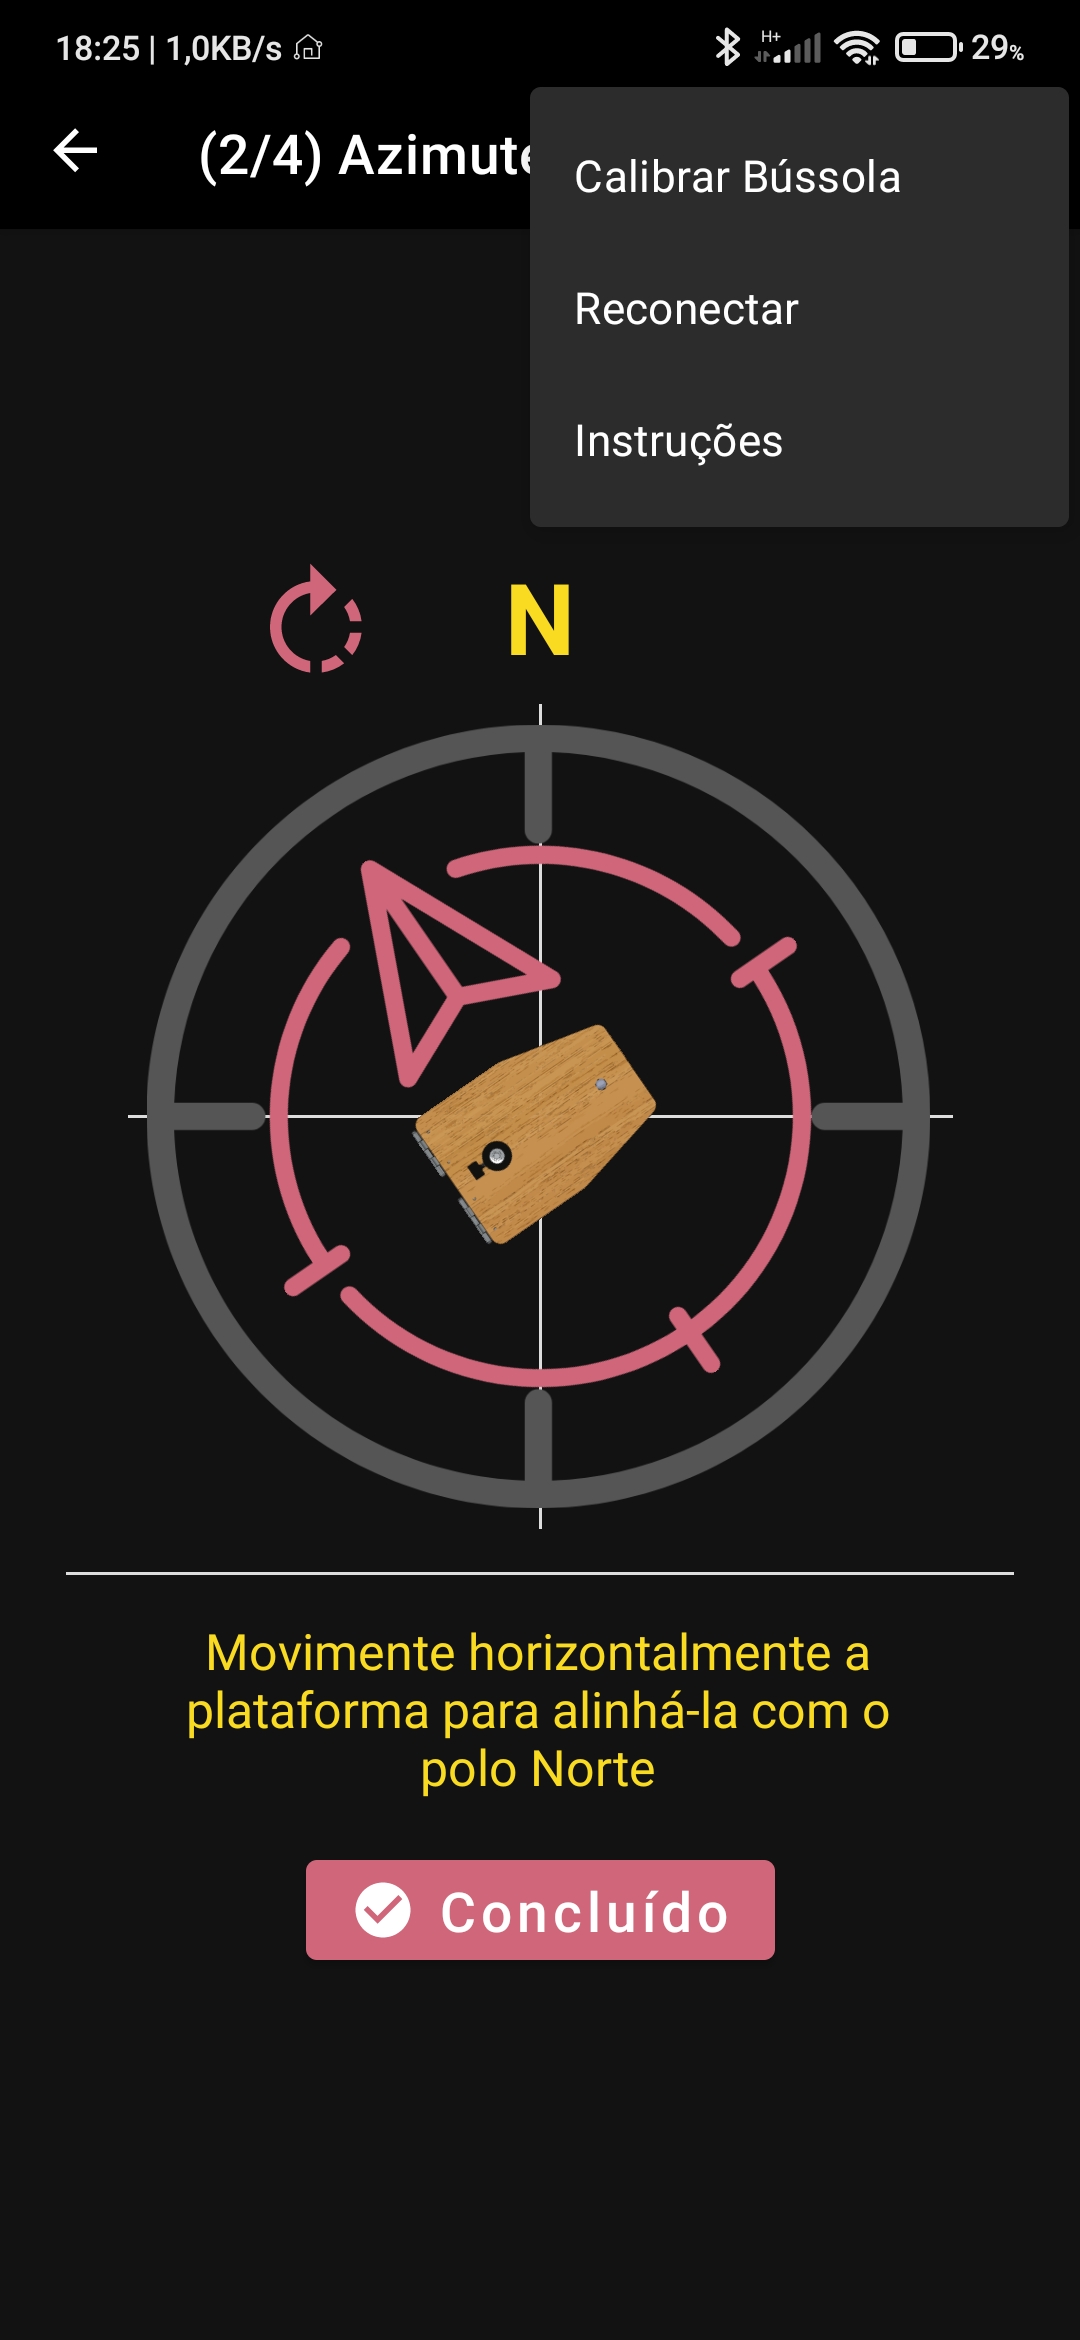 18:25 | 1,0KB/s
H+
29%
(2/4) Azimute
Calibrar Bússola
Reconectar
Instruções
N
Movimente horizontalmente a
plataforma para alinhá-la com o
polo Norte
Concluído